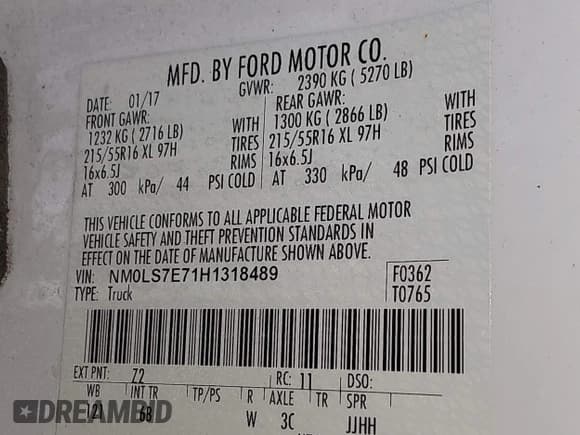 MFD. BY FORD MOTOR CO.
DATE: 01/17 GVWR: 2390 KG ( 5270 LB)
FRONT GAWR: REAR GAWR: WITH
1232 KG ( 2716 LB) WITH 1300 KG ( 2866 LB) TIRES
215/55R16 XL 97H TIRES 215/55R16 XL 97H RIMS
16x6.5J RIMS 16x6.5J
AT 300 kPa/ 44 PSI COLD AT 330 kPa/ 48 PSI COLD
THIS VEHICLE CONFORMS TO ALL APPLICABLE FEDERAL MOTOR
VEHICLE SAFETY AND THEFT PREVENTION STANDARDS IN
EFFECT ON THE DATE OF MANUFACTURE SHOWN ABOVE.
VIN: NM0LS7E71H1318489 F0362
TYPE: Truck T0765
EXT PNT: Z2 RC: 11 DSO:
WB INT TR TP/PS R AXLE TR SPR
121 6B W 3C JJHH
DREAMBID